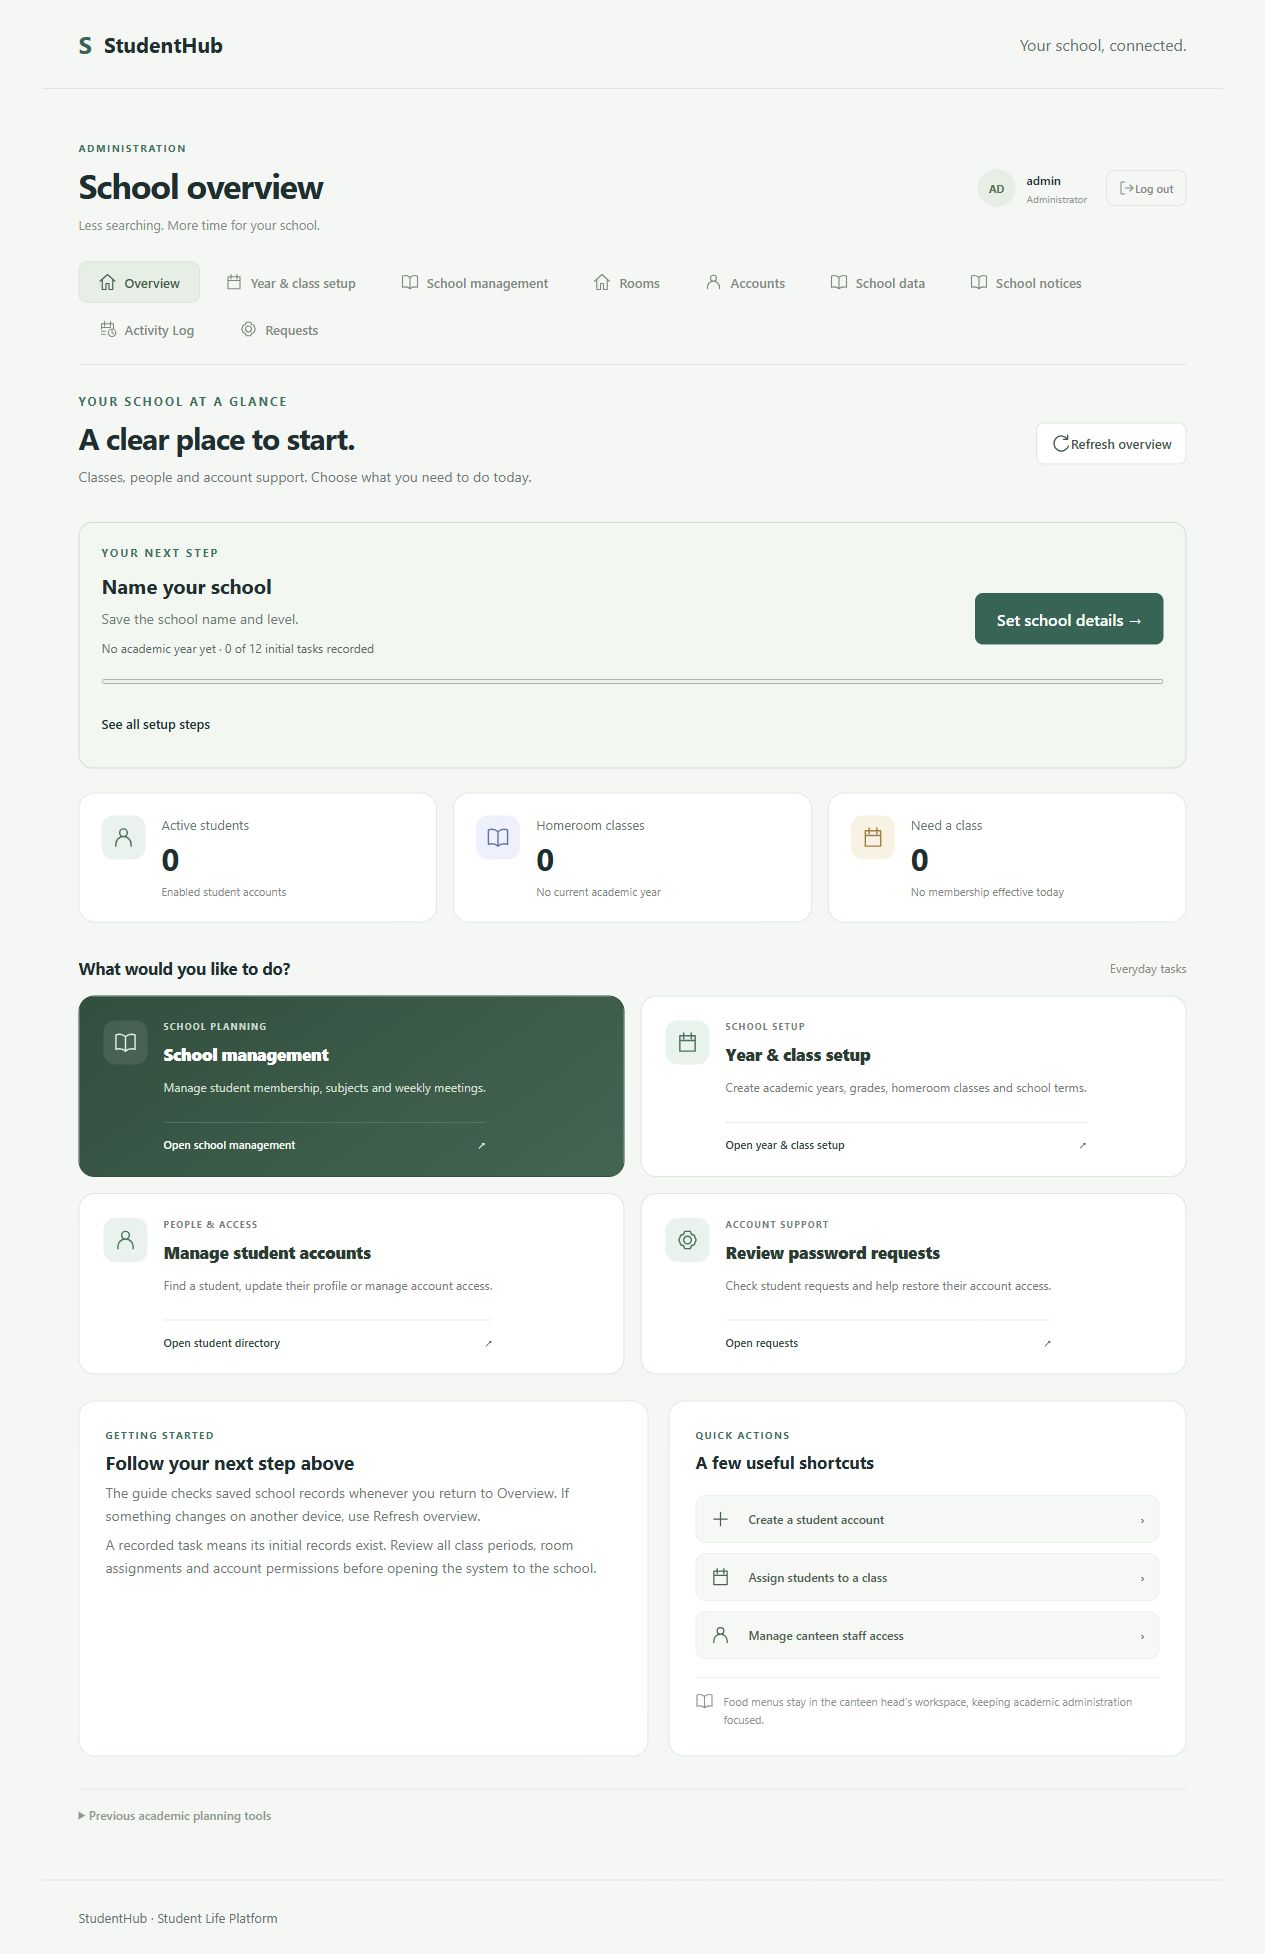 S StudentHub
Your school, connected.
ADMINISTRATION
School overview
Less searching. More time for your school.
AD
admin
Administrator
Log out
Overview
Year & class setup
School management
Rooms
Accounts
School data
School notices
Activity Log
Requests
YOUR SCHOOL AT A GLANCE
A clear place to start.
Classes, people and account support. Choose what you need to do today.
Refresh overview
YOUR NEXT STEP
Name your school
Save the school name and level.
No academic year yet · 0 of 12 initial tasks recorded
Set school details →
See all setup steps
Active students
0
Enabled student accounts
Homeroom classes
0
No current academic year
Need a class
0
No membership effective today
What would you like to do?
Everyday tasks
SCHOOL PLANNING
School management
Manage student membership, subjects and weekly meetings.
Open school management ↗
SCHOOL SETUP
Year & class setup
Create academic years, grades, homeroom classes and school terms.
Open year & class setup ↗
PEOPLE & ACCESS
Manage student accounts
Find a student, update their profile or manage account access.
Open student directory ↗
ACCOUNT SUPPORT
Review password requests
Check student requests and help restore their account access.
Open requests ↗
GETTING STARTED
Follow your next step above
The guide checks saved school records whenever you return to Overview. If
something changes on another device, use Refresh overview.
A recorded task means its initial records exist. Review all class periods, room
assignments and account permissions before opening the system to the school.
QUICK ACTIONS
A few useful shortcuts
Create a student account ›
Assign students to a class ›
Manage canteen staff access ›
Food menus stay in the canteen head's workspace, keeping academic administration
focused.
▶ Previous academic planning tools
StudentHub · Student Life Platform